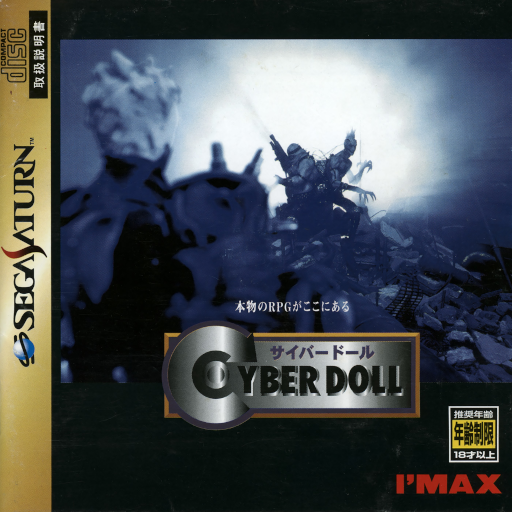 COMPACT
disc
取扱説明書
SEGA SATURN™
本物のRPGがここにある
サイバードール
CYBER DOLL
推奨年齢
年齢制限
18才以上
I'MAX